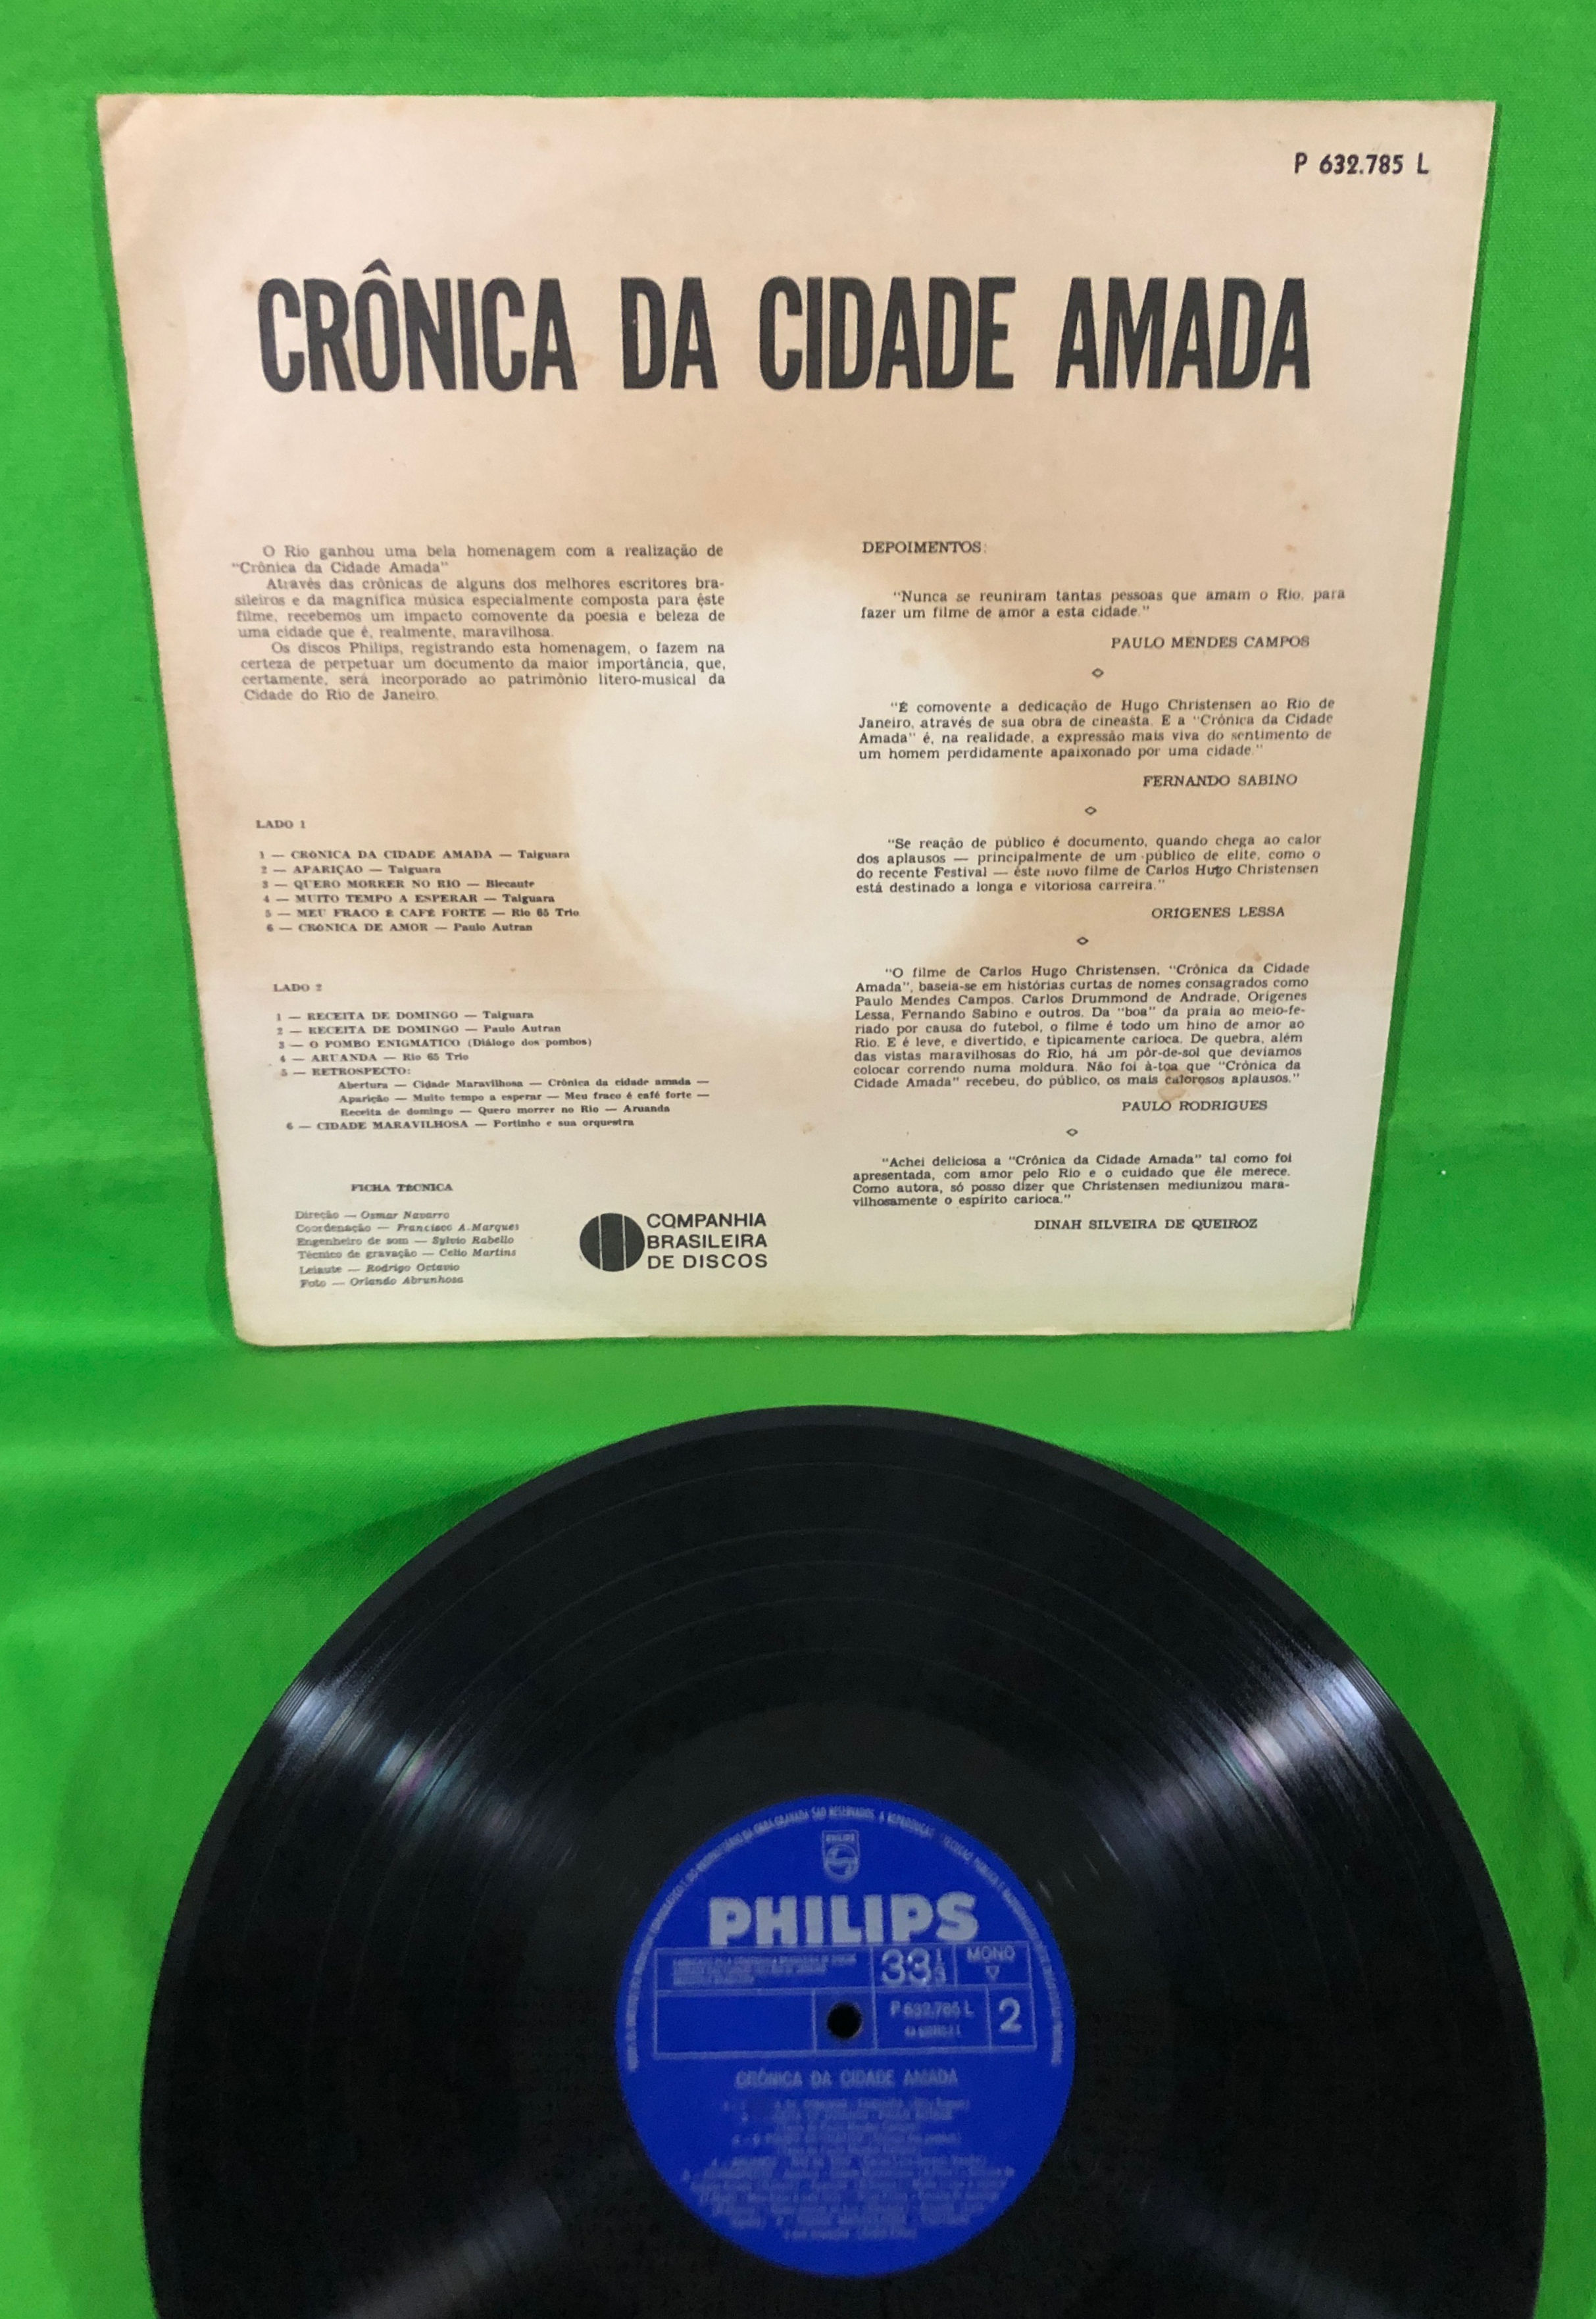 P 632.785 L
CRÔNICA DA CIDADE AMADA
O Rio ganhou uma bela homenagem com a realização de
"Crônica da Cidade Amada"
Através das crônicas de alguns dos melhores escritores bra-
sileiros e da magnífica música especialmente composta para êste
filme, recebemos um impacto comovente da poesia e beleza de
uma cidade que é, realmente, maravilhosa.
Os discos Philips, registrando esta homenagem, o fazem na
certeza de perpetuar um documento da maior importância, que,
certamente, será incorporado ao patrimônio lítero-musical da
Cidade do Rio de Janeiro.
LADO 1
1 — CRÔNICA DA CIDADE AMADA — Taiguara
2 — APARIÇÃO — Taiguara
3 — QUERO MORRER NO RIO — Blecaute
4 — MUITO TEMPO A ESPERAR — Taiguara
5 — MEU FRACO É CAFÉ FORTE — Rio 65 Trio
6 — CRÔNICA DE AMOR — Paulo Autran
LADO 2
1 — RECEITA DE DOMINGO — Taiguara
2 — RECEITA DE DOMINGO — Paulo Autran
3 — O POMBO ENIGMÁTICO (Diálogo dos pombos)
4 — ARUANDA — Rio 65 Trio
5 — RETROSPECTO:
Abertura — Cidade Maravilhosa — Crônica da cidade amada —
Aparição — Muito tempo a esperar — Meu fraco é café forte —
Receita de domingo — Quero morrer no Rio — Aruanda
6 — CIDADE MARAVILHOSA — Portinho e sua orquestra
FICHA TÉCNICA
Direção — Osmar Navarro
Coordenação — Francisco A. Marques
Engenheiro de som — Sylvio Rabello
Técnico de gravação — Celio Martins
Leiaute — Rodrigo Octavio
Foto — Orlando Abrunhosa
COMPANHIA
BRASILEIRA
DE DISCOS
DEPOIMENTOS:
"Nunca se reuniram tantas pessoas que amam o Rio, para
fazer um filme de amor a esta cidade."
PAULO MENDES CAMPOS
"É comovente a dedicação de Hugo Christensen ao Rio de
Janeiro, através de sua obra de cineasta. E a "Crônica da Cidade
Amada" é, na realidade, a expressão mais viva do sentimento de
um homem perdidamente apaixonado por uma cidade."
FERNANDO SABINO
"Se reação de público é documento, quando chega ao calor
dos aplausos — principalmente de um público de elite, como o
do recente Festival — êste novo filme de Carlos Hugo Christensen
está destinado a longa e vitoriosa carreira."
ORÍGENES LESSA
"O filme de Carlos Hugo Christensen, "Crônica da Cidade
Amada", baseia-se em histórias curtas de nomes consagrados como
Paulo Mendes Campos, Carlos Drummond de Andrade, Orígenes
Lessa, Fernando Sabino e outros. Da "boa" da praia ao meio-fe-
riado por causa do futebol, o filme é todo um hino de amor ao
Rio. E é leve, e divertido, e tipicamente carioca. De quebra, além
das vistas maravilhosas do Rio, há um pôr-de-sol que devíamos
colocar correndo numa moldura. Não foi à-toa que "Crônica da
Cidade Amada" recebeu, do público, os mais calorosos aplausos."
PAULO RODRIGUES
"Achei deliciosa a "Crônica da Cidade Amada" tal como foi
apresentada, com amor pelo Rio e o cuidado que êle merece.
Como autora, só posso dizer que Christensen mediunizou mara-
vilhosamente o espírito carioca."
DINAH SILVEIRA DE QUEIROZ
PHILIPS
PHILIPS
33 1/3
MONO
P 632.785 L
2
CRÔNICA DA CIDADE AMADA